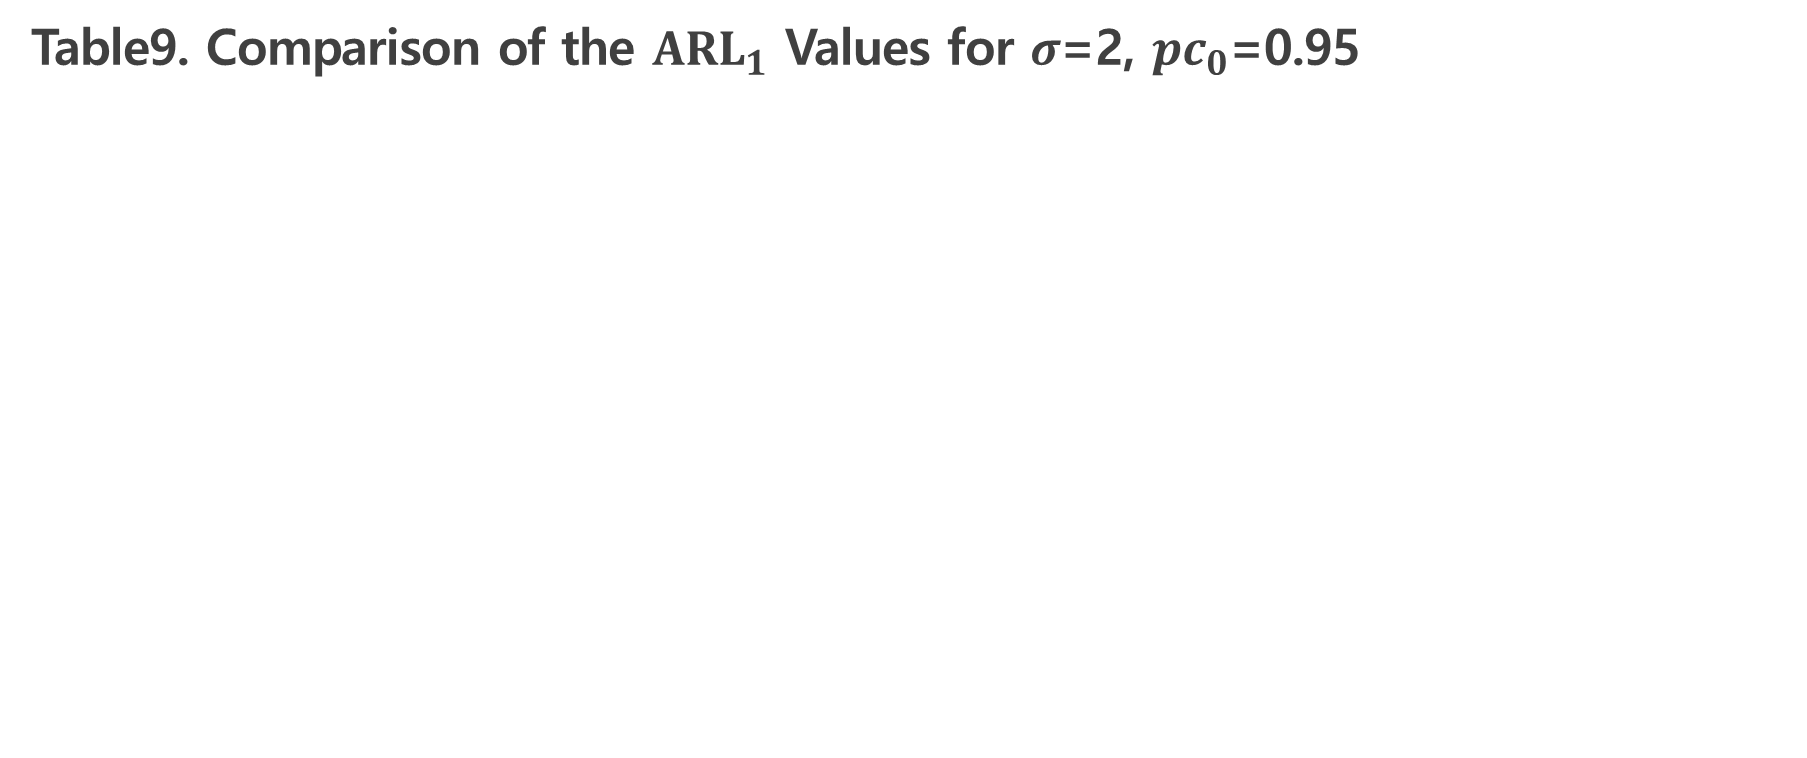 Table9. Comparison of the ARL₁ Values for σ=2, pc₀=0.95